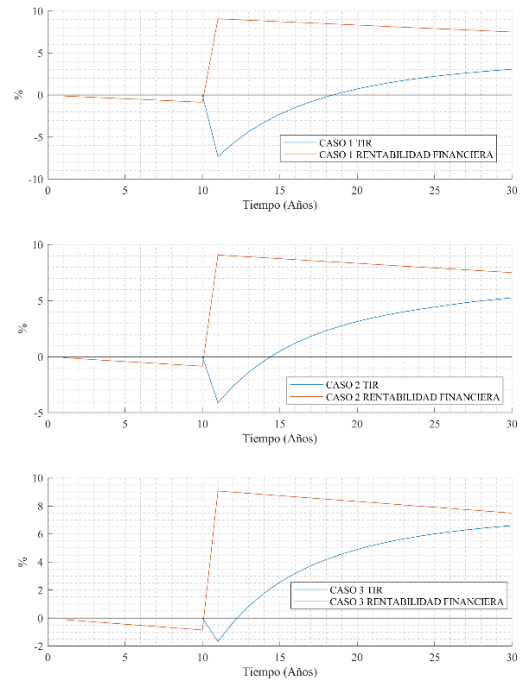 10
5
0
-5
-10
%
CASO 1 TIR
CASO 1 RENTABILIDAD FINANCIERA
0 5 10 15 20 25 30
Tiempo (Años)
10
5
0
-5
%
CASO 2 TIR
CASO 2 RENTABILIDAD FINANCIERA
0 5 10 15 20 25 30
Tiempo (Años)
10
8
6
4
2
0
-2
%
CASO 3 TIR
CASO 3 RENTABILIDAD FINANCIERA
0 5 10 15 20 25 30
Tiempo (Años)